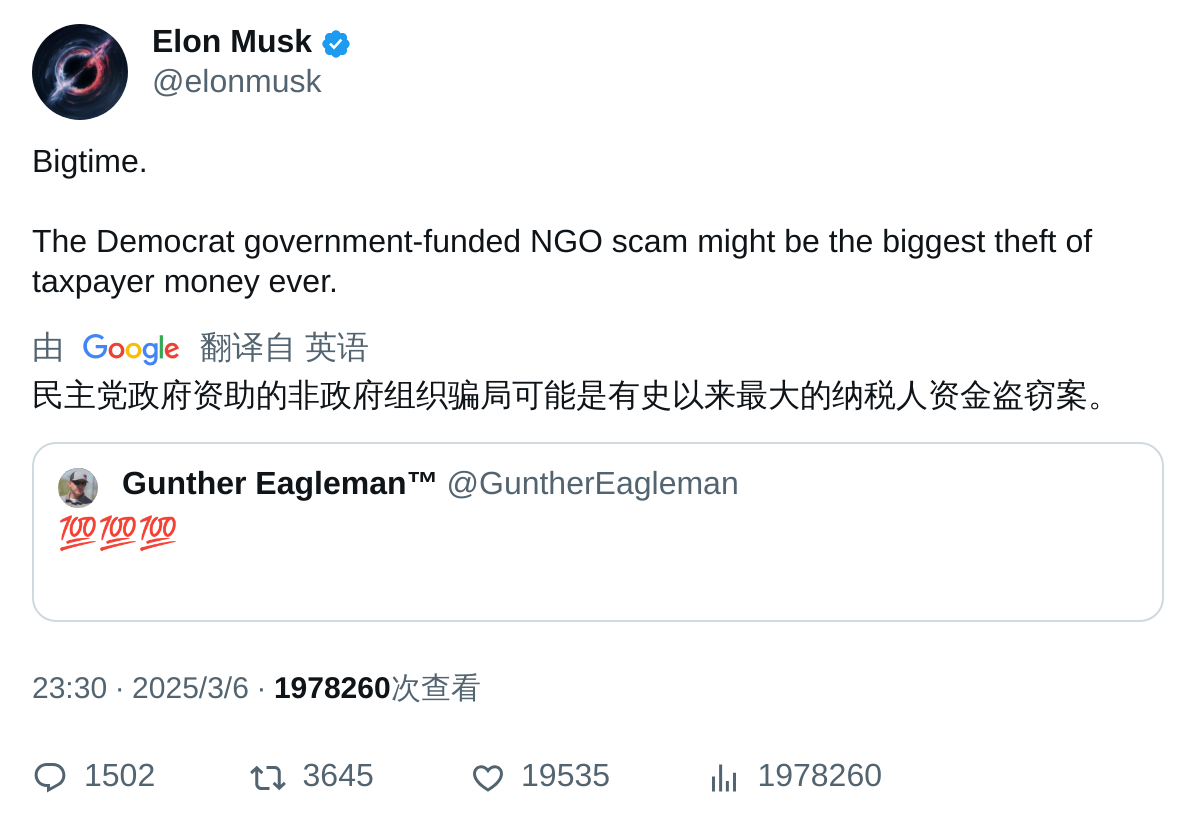 Elon Musk
@elonmusk
Bigtime.
The Democrat government-funded NGO scam might be the biggest theft of
taxpayer money ever.
由 Google 翻译自 英语
民主党政府资助的非政府组织骗局可能是有史以来最大的纳税人资金盗窃案。
Gunther Eagleman™ @GuntherEagleman
💯💯💯
23:30 · 2025/3/6 · 1978260次查看
1502 3645 19535 1978260